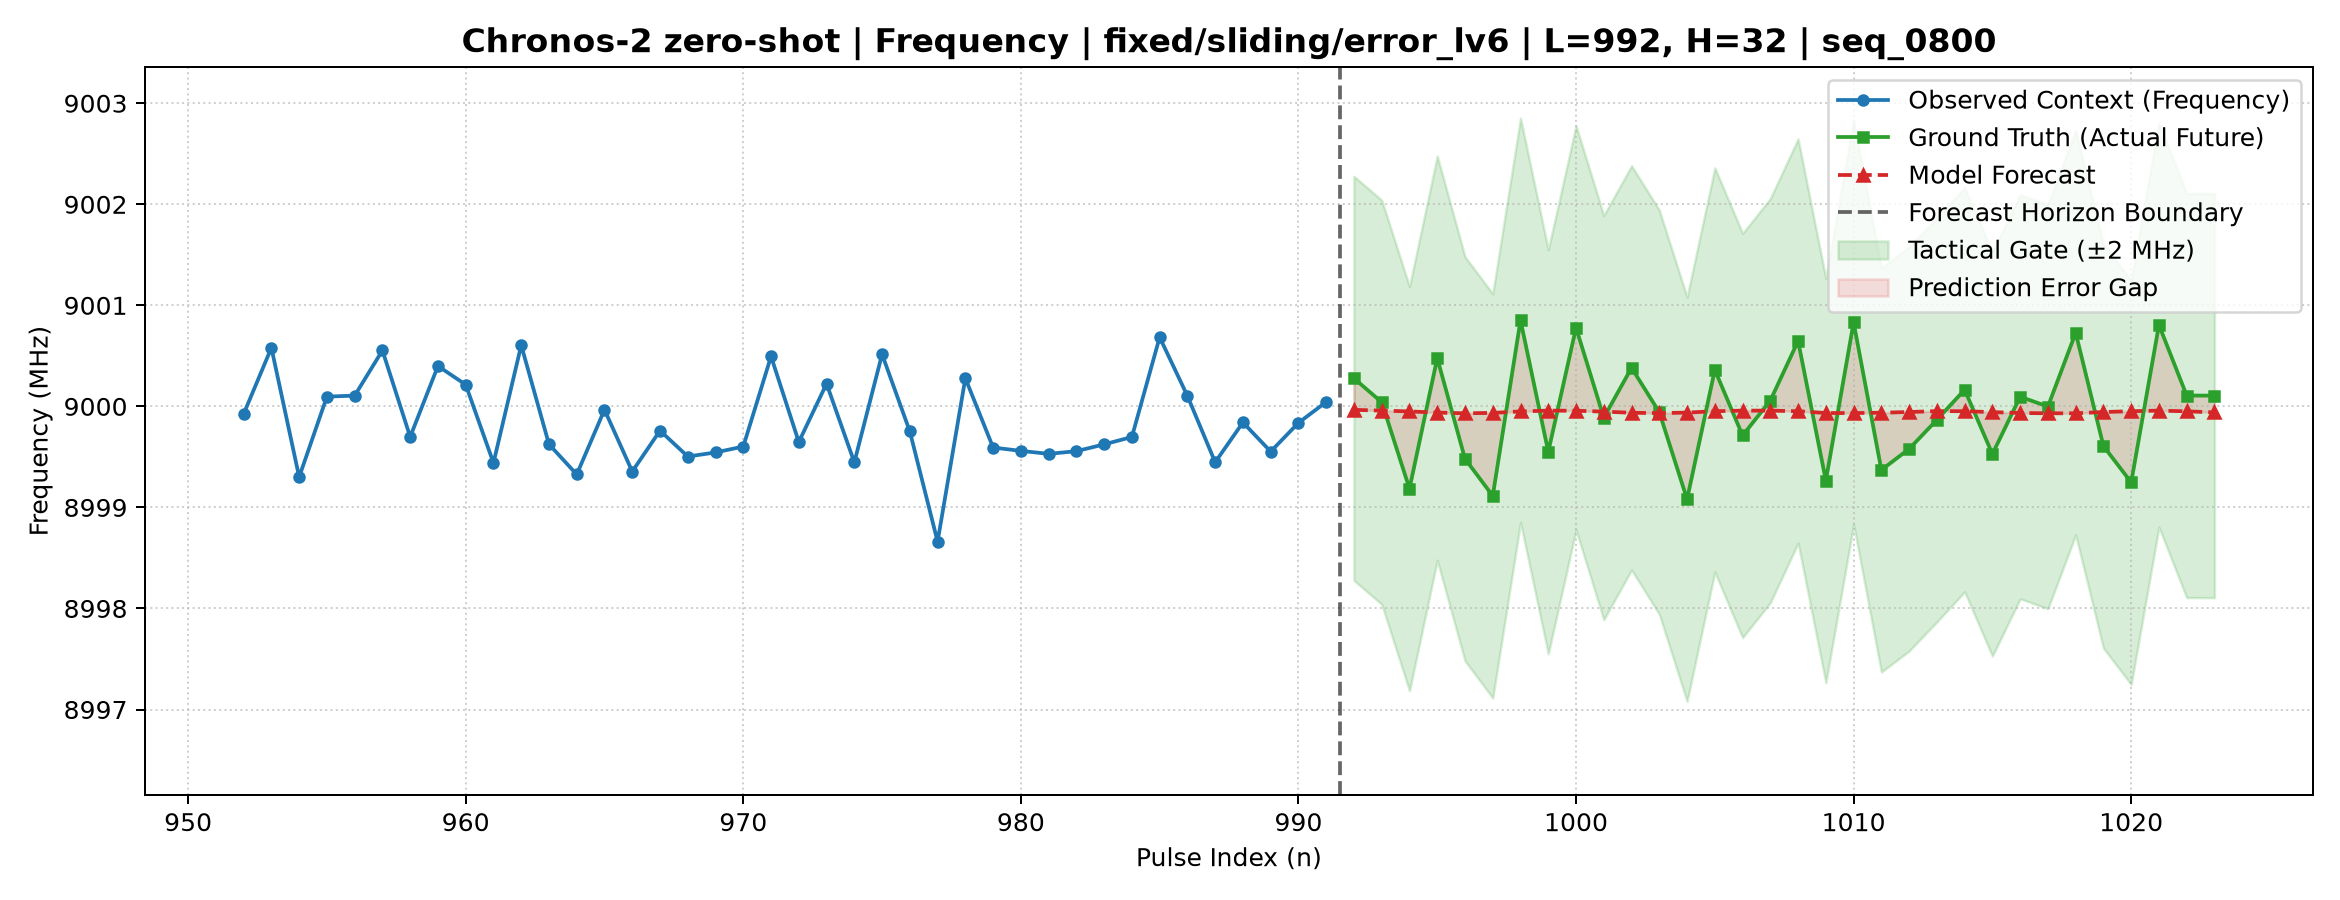 Chronos-2 zero-shot | Frequency | fixed/sliding/error_lv6 | L=992, H=32 | seq_0800
Frequency (MHz)
9003
9002
9001
9000
8999
8998
8997
Observed Context (Frequency)
Ground Truth (Actual Future)
Model Forecast
Forecast Horizon Boundary
Tactical Gate (±2 MHz)
Prediction Error Gap
950 960 970 980 990 1000 1010 1020
Pulse Index (n)